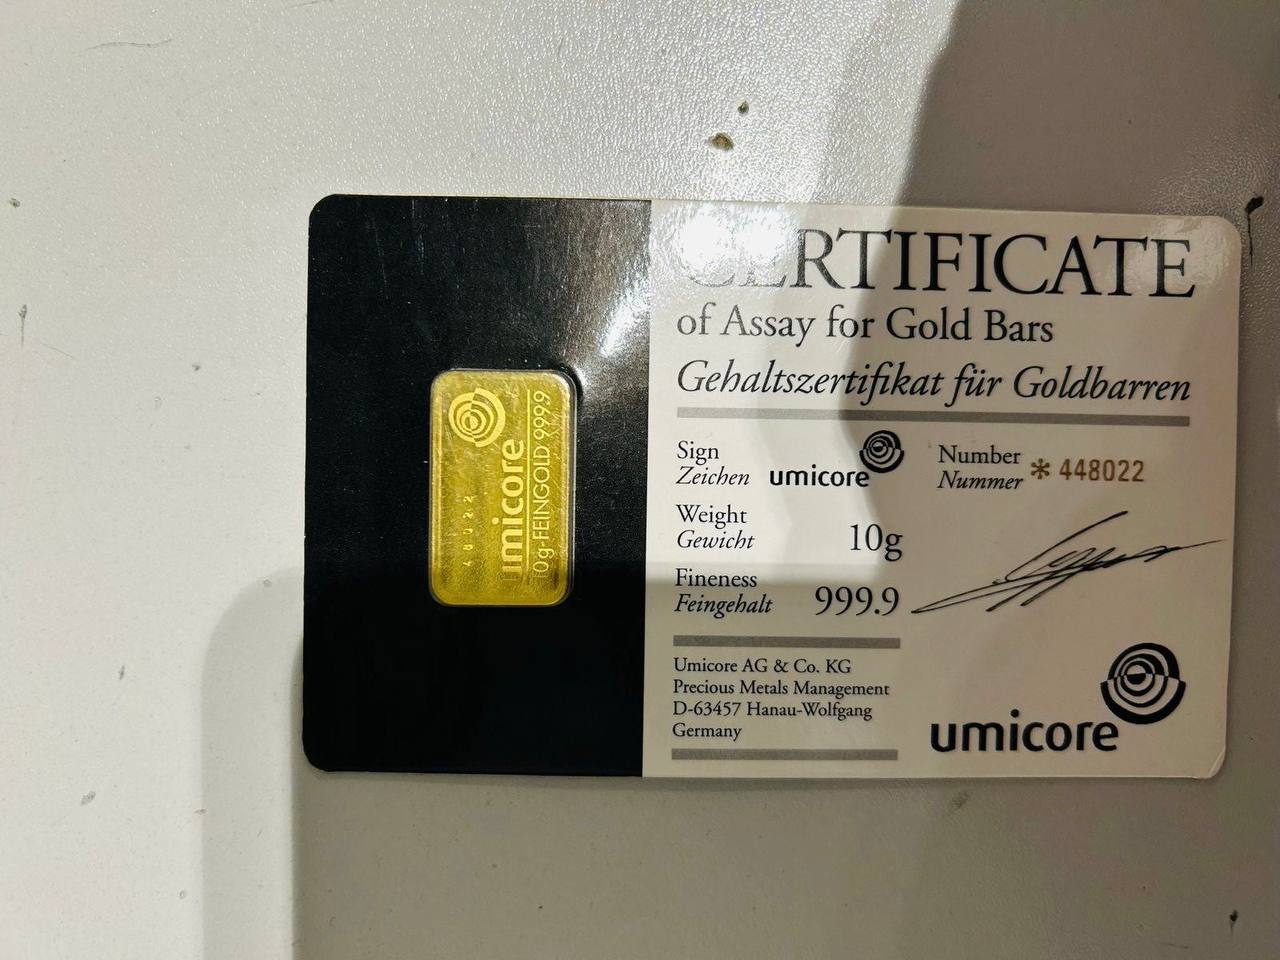 umicore
10g-FEINGOLD 999.9
CERTIFICATE
of Assay for Gold Bars
Gehaltszertifikat für Goldbarren
Sign
Zeichen
umicore
Number
Nummer
* 448022
Weight
Gewicht
10g
Fineness
Feingehalt
999.9
Umicore AG & Co. KG
Precious Metals Management
D-63457 Hanau-Wolfgang
Germany
umicore